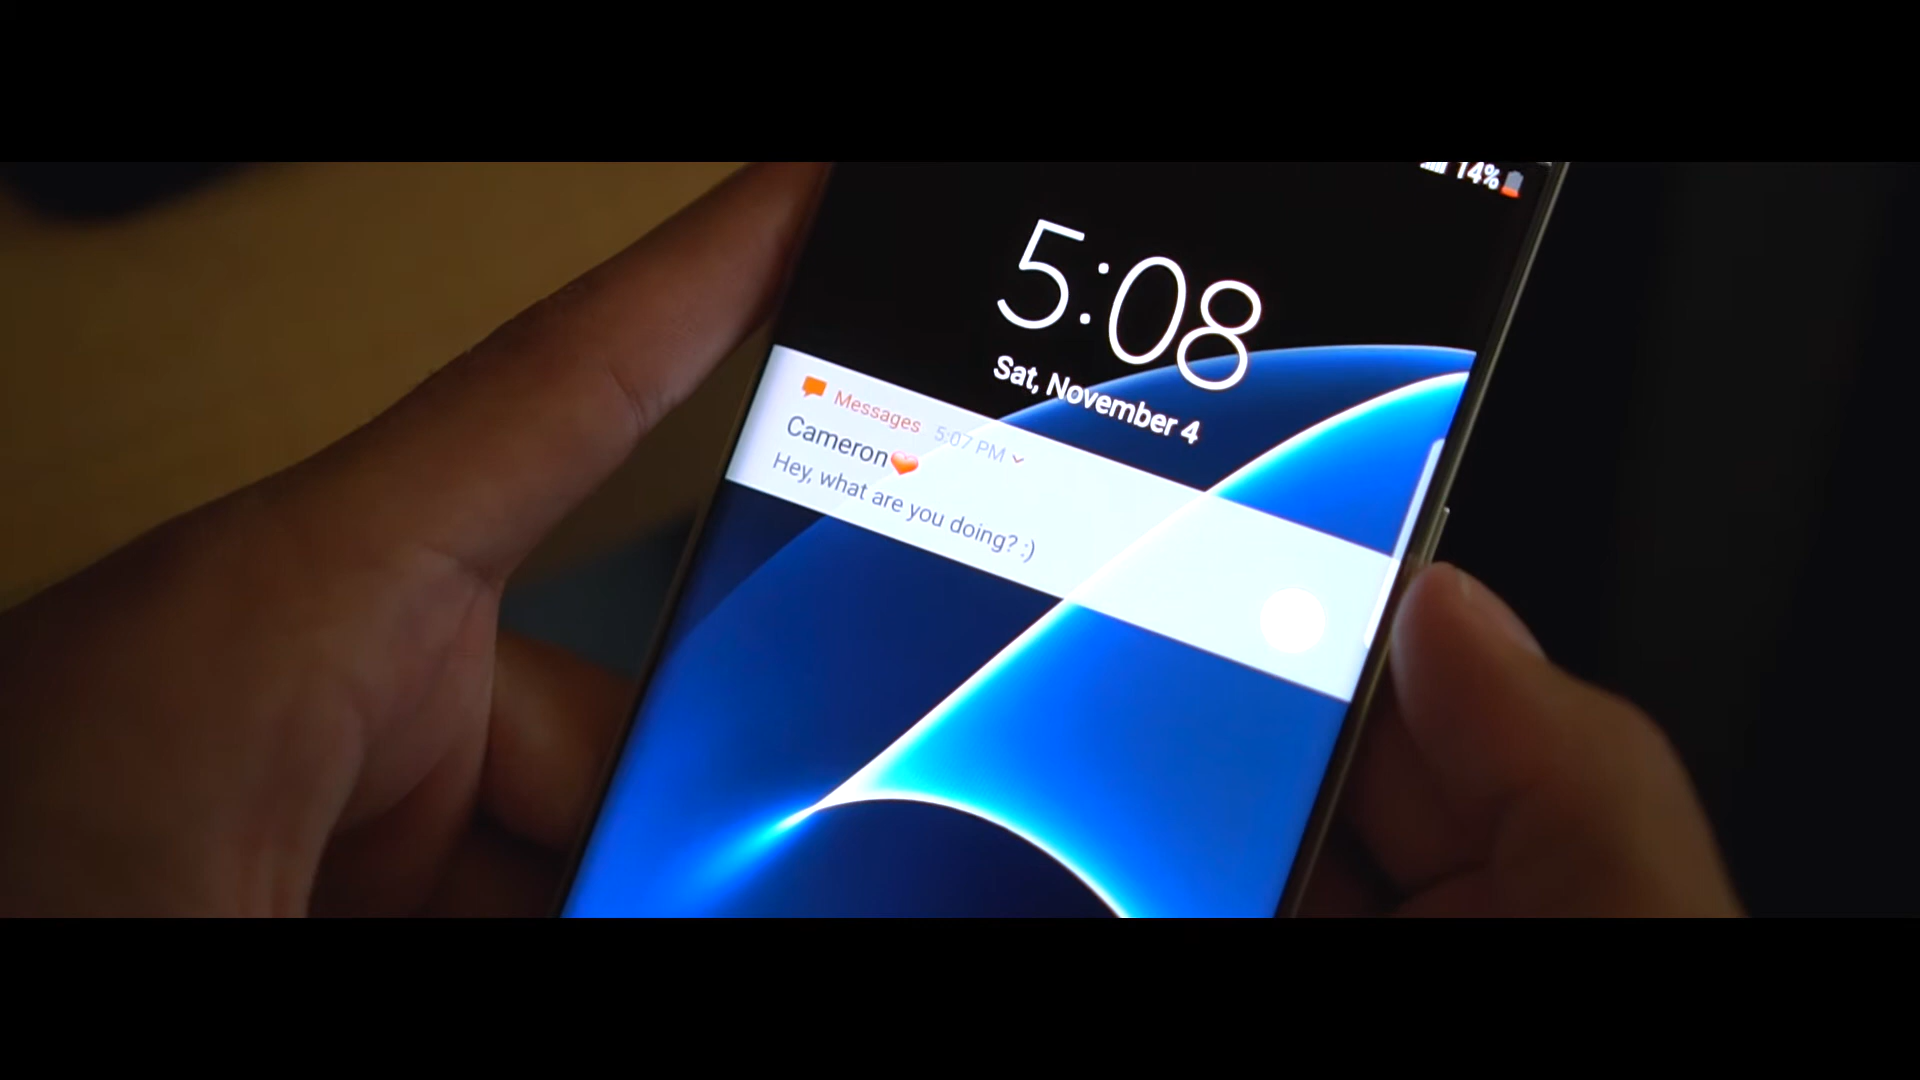 14%
5:08
Sat, November 4
Messages 5:07 PM
Cameron❤
Hey, what are you doing? :)